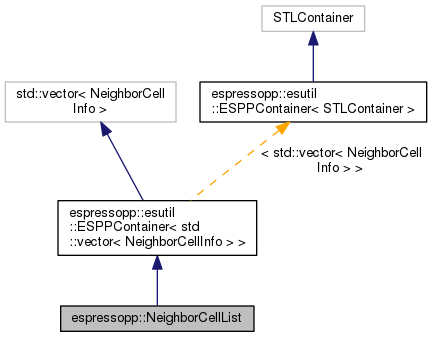 STLContainer
std::vector< NeighborCell
Info >
espressopp::esutil
::ESPPContainer< STLContainer >
< std::vector< NeighborCell
Info > >
espressopp::esutil
::ESPPContainer< std
::vector< NeighborCellInfo > >
espressopp::NeighborCellList